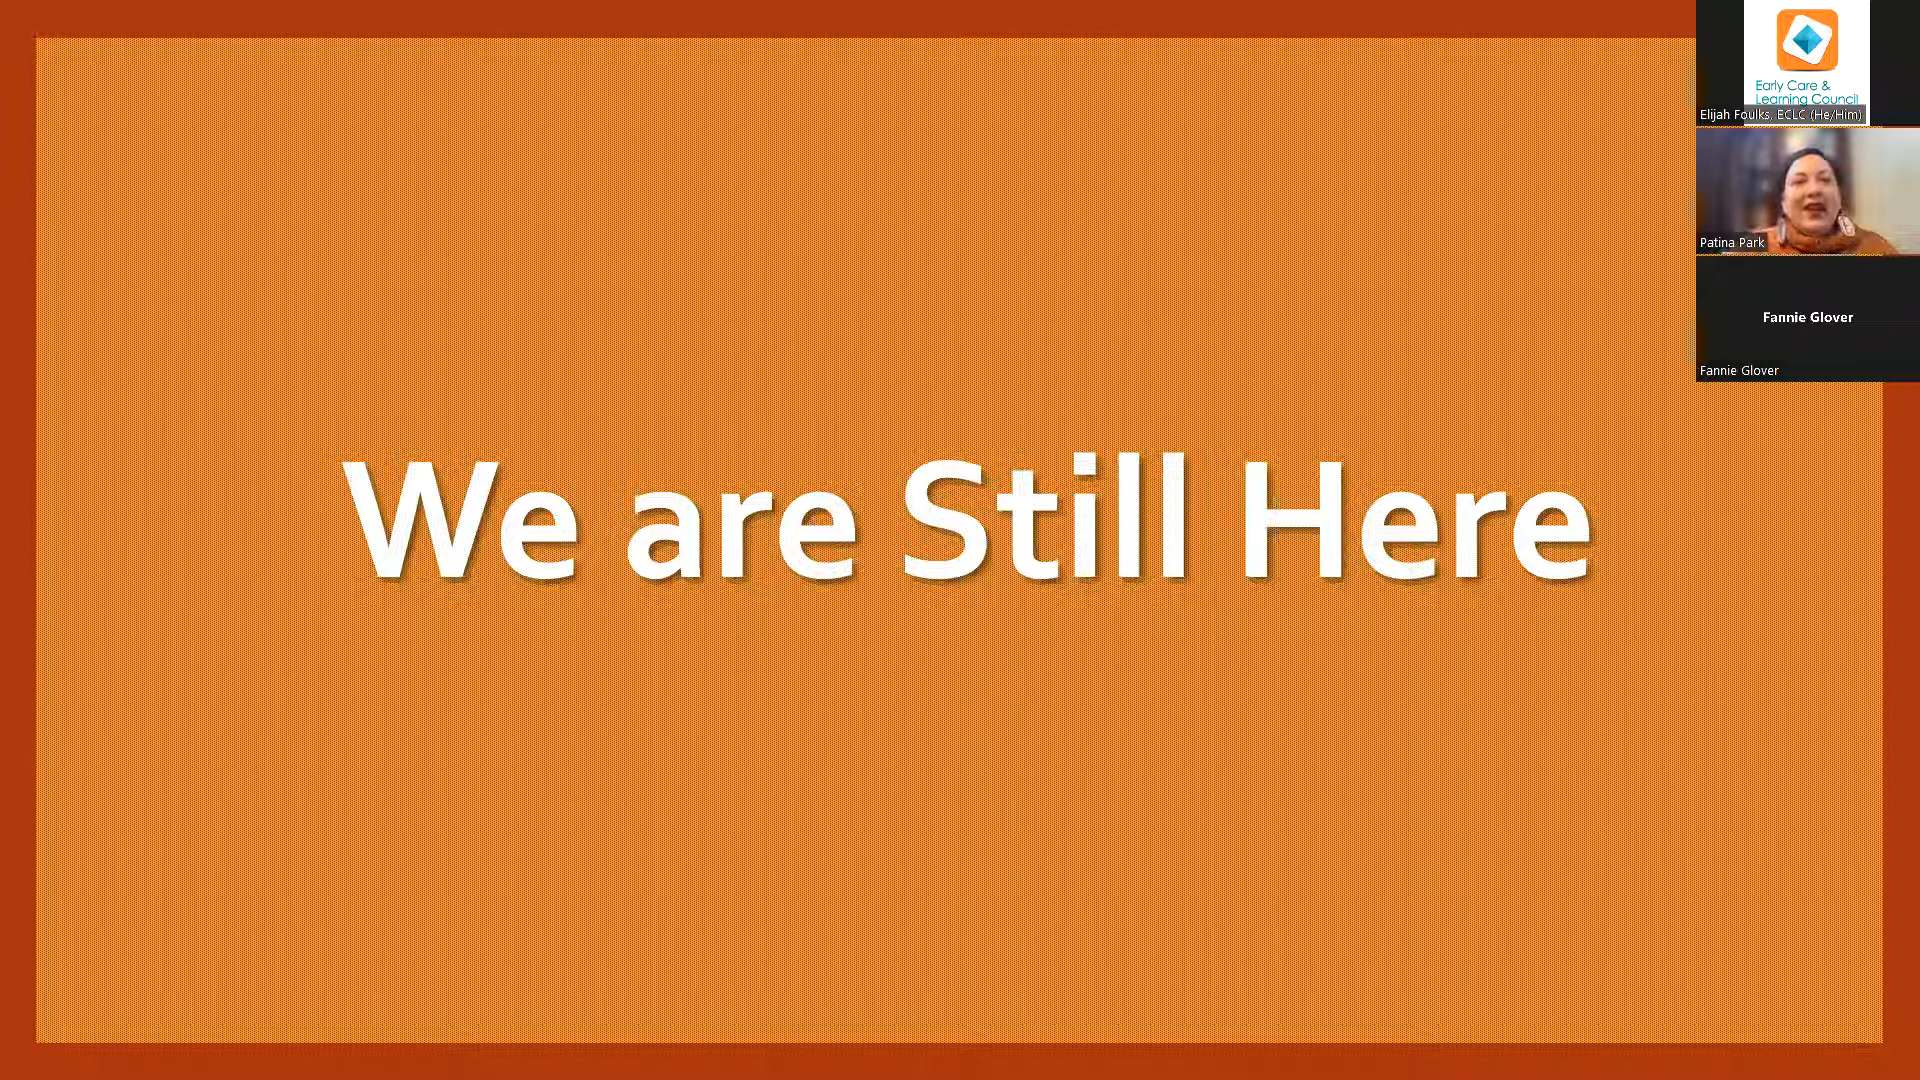 We are Still Here
Early Care &
Learning Council
Elijah Foulks, ECLC (He/Him)
Patina Park
Fannie Glover
Fannie Glover